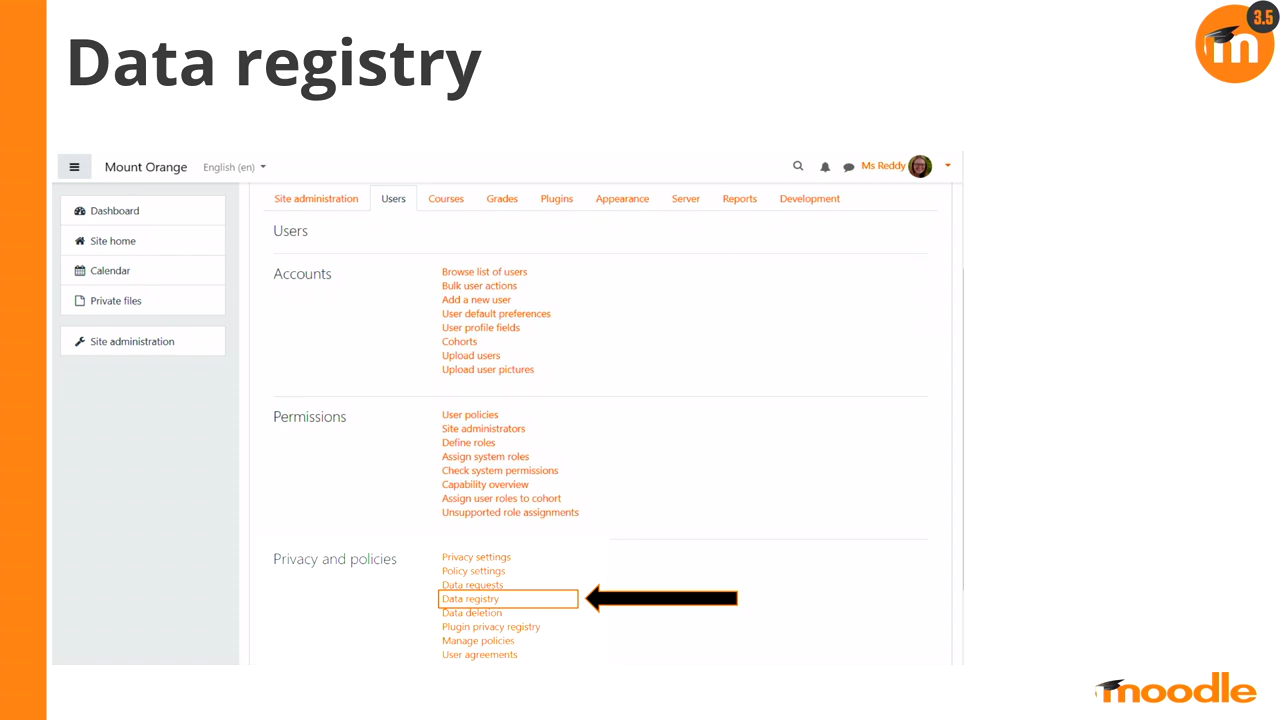 Data registry
3.5
Mount Orange
English (en)
Ms Reddy
Dashboard
Site home
Calendar
Private files
Site administration
Site administration Users Courses Grades Plugins Appearance Server Reports Development
Users
Accounts
Browse list of users
Bulk user actions
Add a new user
User default preferences
User profile fields
Cohorts
Upload users
Upload user pictures
Permissions
User policies
Site administrators
Define roles
Assign system roles
Check system permissions
Capability overview
Assign user roles to cohort
Unsupported role assignments
Privacy and policies
Privacy settings
Policy settings
Data requests
Data registry
Data deletion
Plugin privacy registry
Manage policies
User agreements
moodle